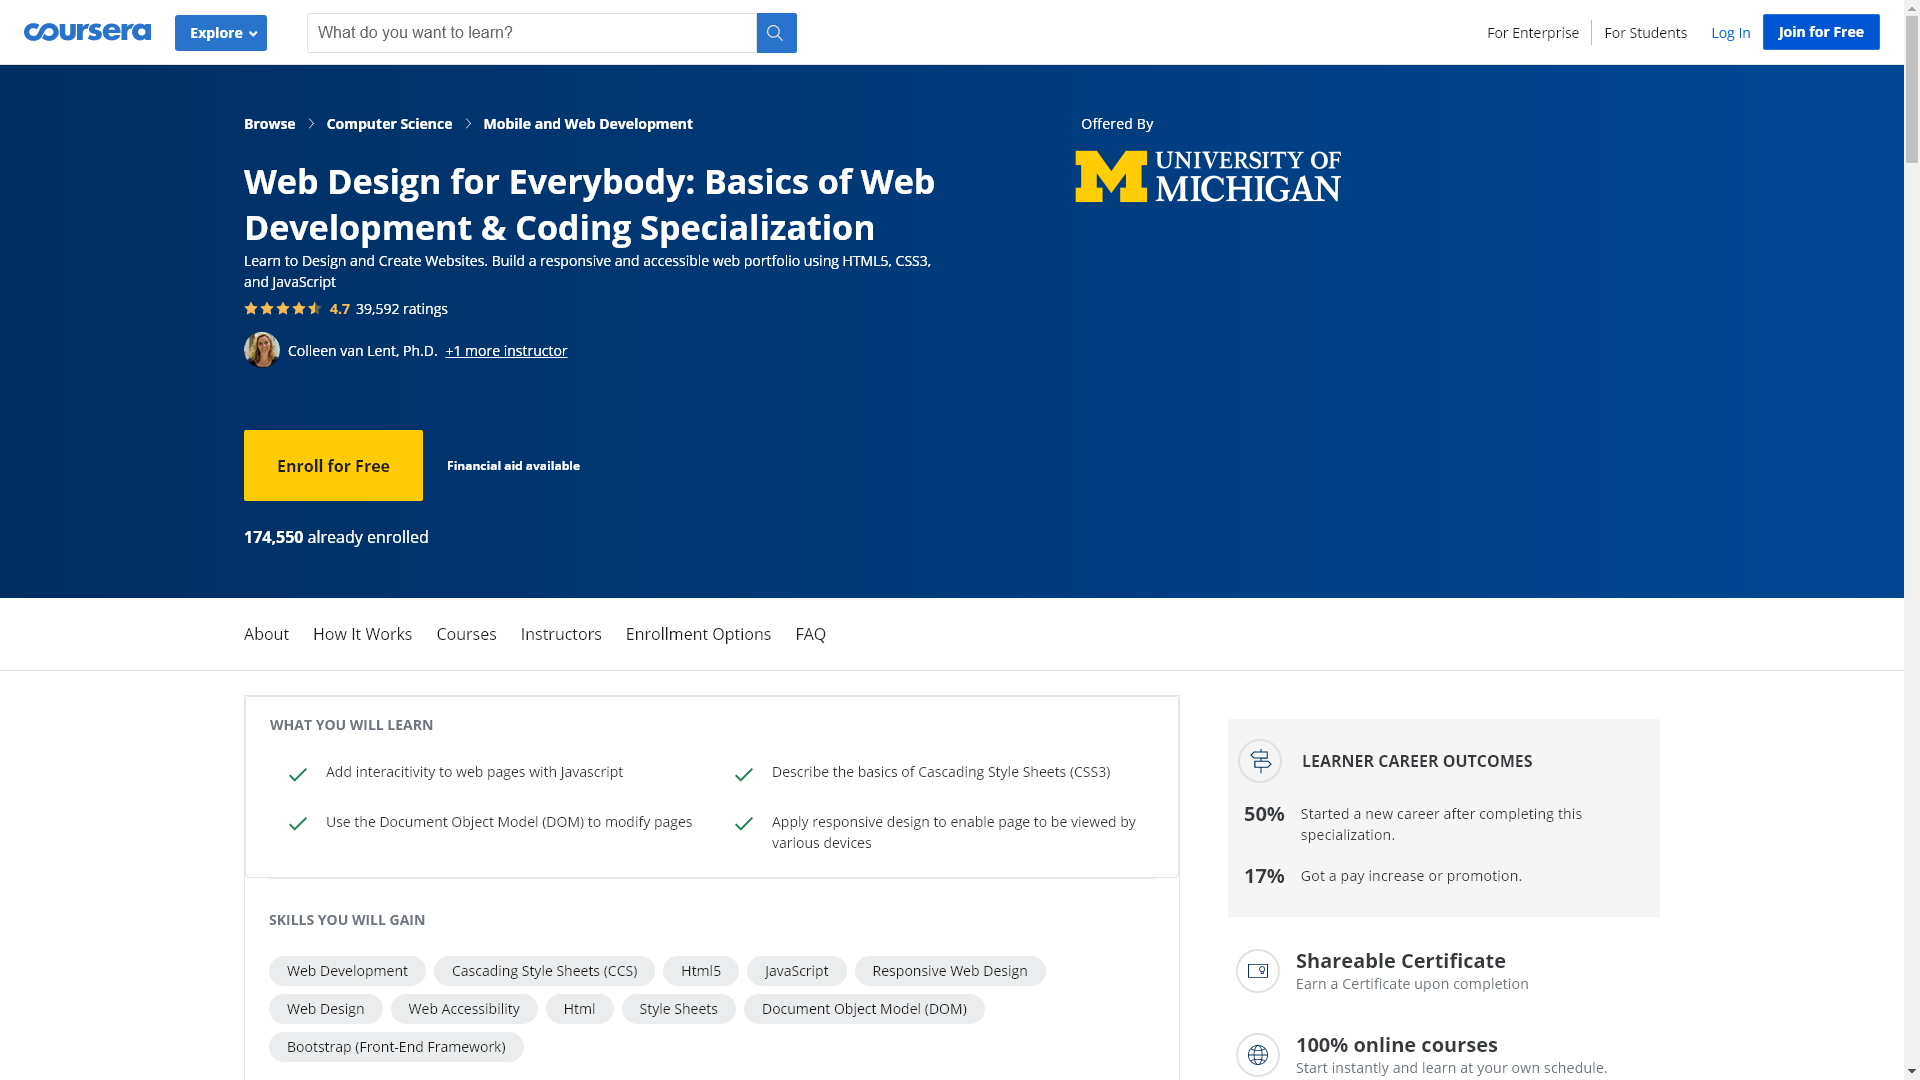 coursera
Explore
What do you want to learn?
For Enterprise
For Students
Log In
Join for Free
Browse
Computer Science
Mobile and Web Development
Web Design for Everybody: Basics of Web
Development & Coding Specialization
Learn to Design and Create Websites. Build a responsive and accessible web portfolio using HTML5, CSS3,
and JavaScript
4.7 39,592 ratings
Colleen van Lent, Ph.D. +1 more instructor
Enroll for Free
Financial aid available
174,550 already enrolled
Offered By
M UNIVERSITY OF
MICHIGAN
About
How It Works
Courses
Instructors
Enrollment Options
FAQ
WHAT YOU WILL LEARN
Add interacitivity to web pages with Javascript
Describe the basics of Cascading Style Sheets (CSS3)
Use the Document Object Model (DOM) to modify pages
Apply responsive design to enable page to be viewed by
various devices
SKILLS YOU WILL GAIN
Web Development
Cascading Style Sheets (CCS)
Html5
JavaScript
Responsive Web Design
Web Design
Web Accessibility
Html
Style Sheets
Document Object Model (DOM)
Bootstrap (Front-End Framework)
LEARNER CAREER OUTCOMES
50% Started a new career after completing this
specialization.
17% Got a pay increase or promotion.
Shareable Certificate
Earn a Certificate upon completion
100% online courses
Start instantly and learn at your own schedule.